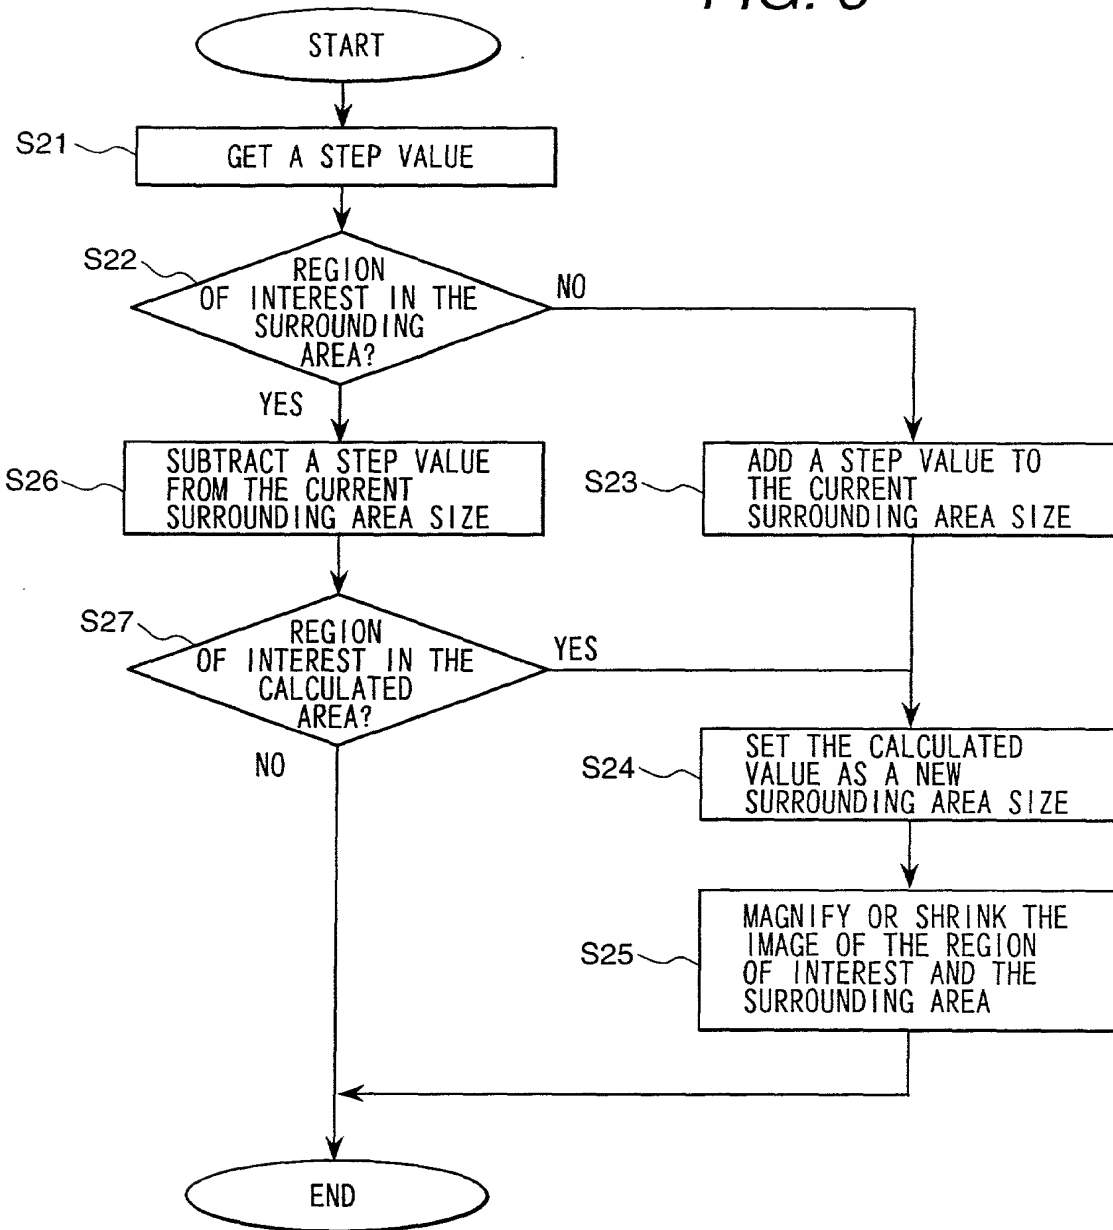 START
S21
GET A STEP VALUE
S22
REGION
OF INTEREST IN THE
SURROUNDING
AREA?
NO
YES
S26
SUBTRACT A STEP VALUE
FROM THE CURRENT
SURROUNDING AREA SIZE
S23
ADD A STEP VALUE TO
THE CURRENT
SURROUNDING AREA SIZE
S27
REGION
OF INTEREST IN THE
CALCULATED
AREA?
YES
NO
S24
SET THE CALCULATED
VALUE AS A NEW
SURROUNDING AREA SIZE
S25
MAGNIFY OR SHRINK THE
IMAGE OF THE REGION
OF INTEREST AND THE
SURROUNDING AREA
END